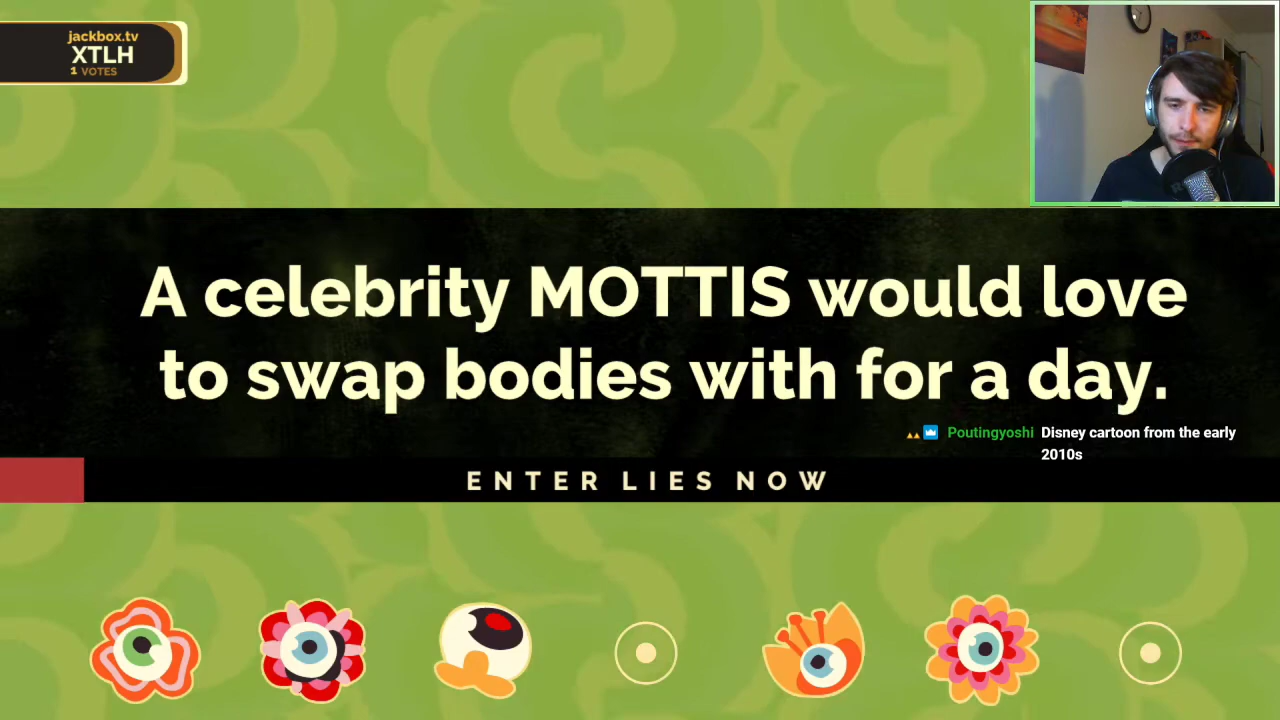 jackbox.tv
XTLH
1 VOTES
A celebrity MOTTIS would love
to swap bodies with for a day.
Poutingyoshi Disney cartoon from the early
2010s
ENTER LIES NOW